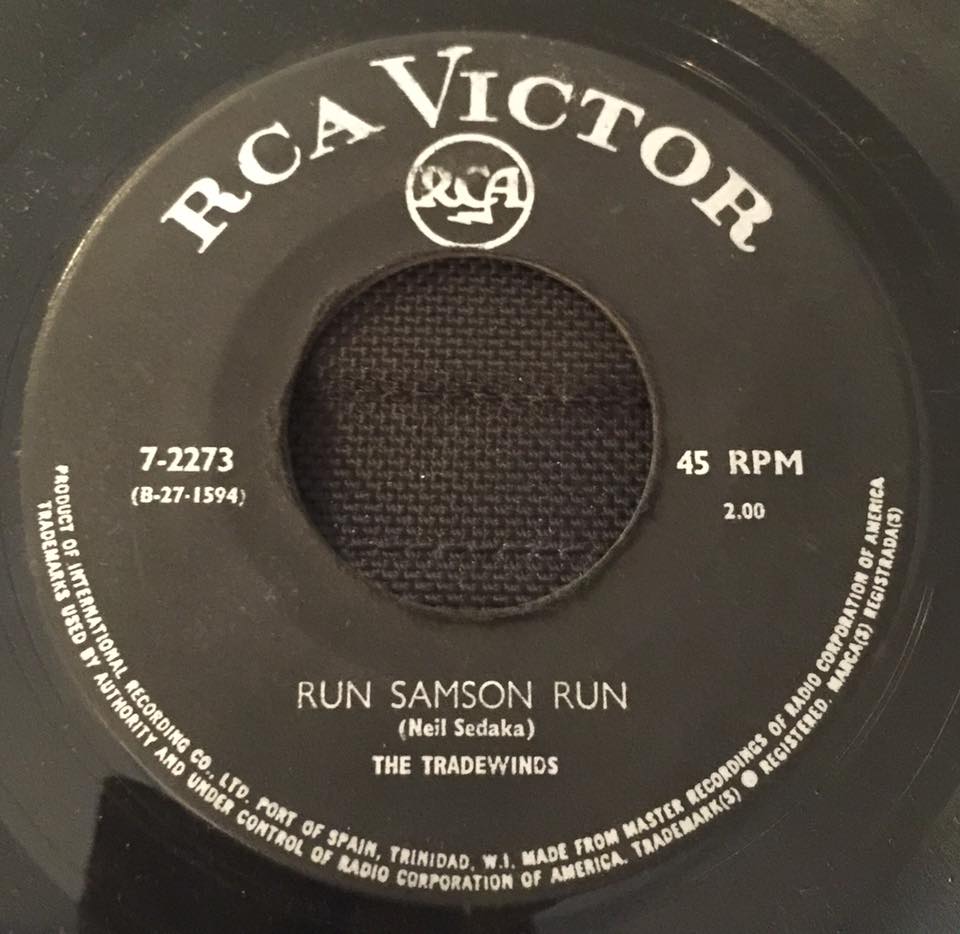 RCA VICTOR
RCA
7-2273
(B-27-1594)
45 RPM
2.00
RUN SAMSON RUN
(Neil Sedaka)
THE TRADEWINDS
PRODUCT OF INTERNATIONAL RECORDING CO., LTD. PORT OF SPAIN, TRINIDAD, W.I. MADE FROM MASTER RECORDINGS OF RADIO CORPORATION OF AMERICA
TRADEMARKS USED BY AUTHORITY AND UNDER CONTROL OF RADIO CORPORATION OF AMERICA. TRADEMARK(S) ● REGISTERED. MARCA(S) REGISTRADA(S)